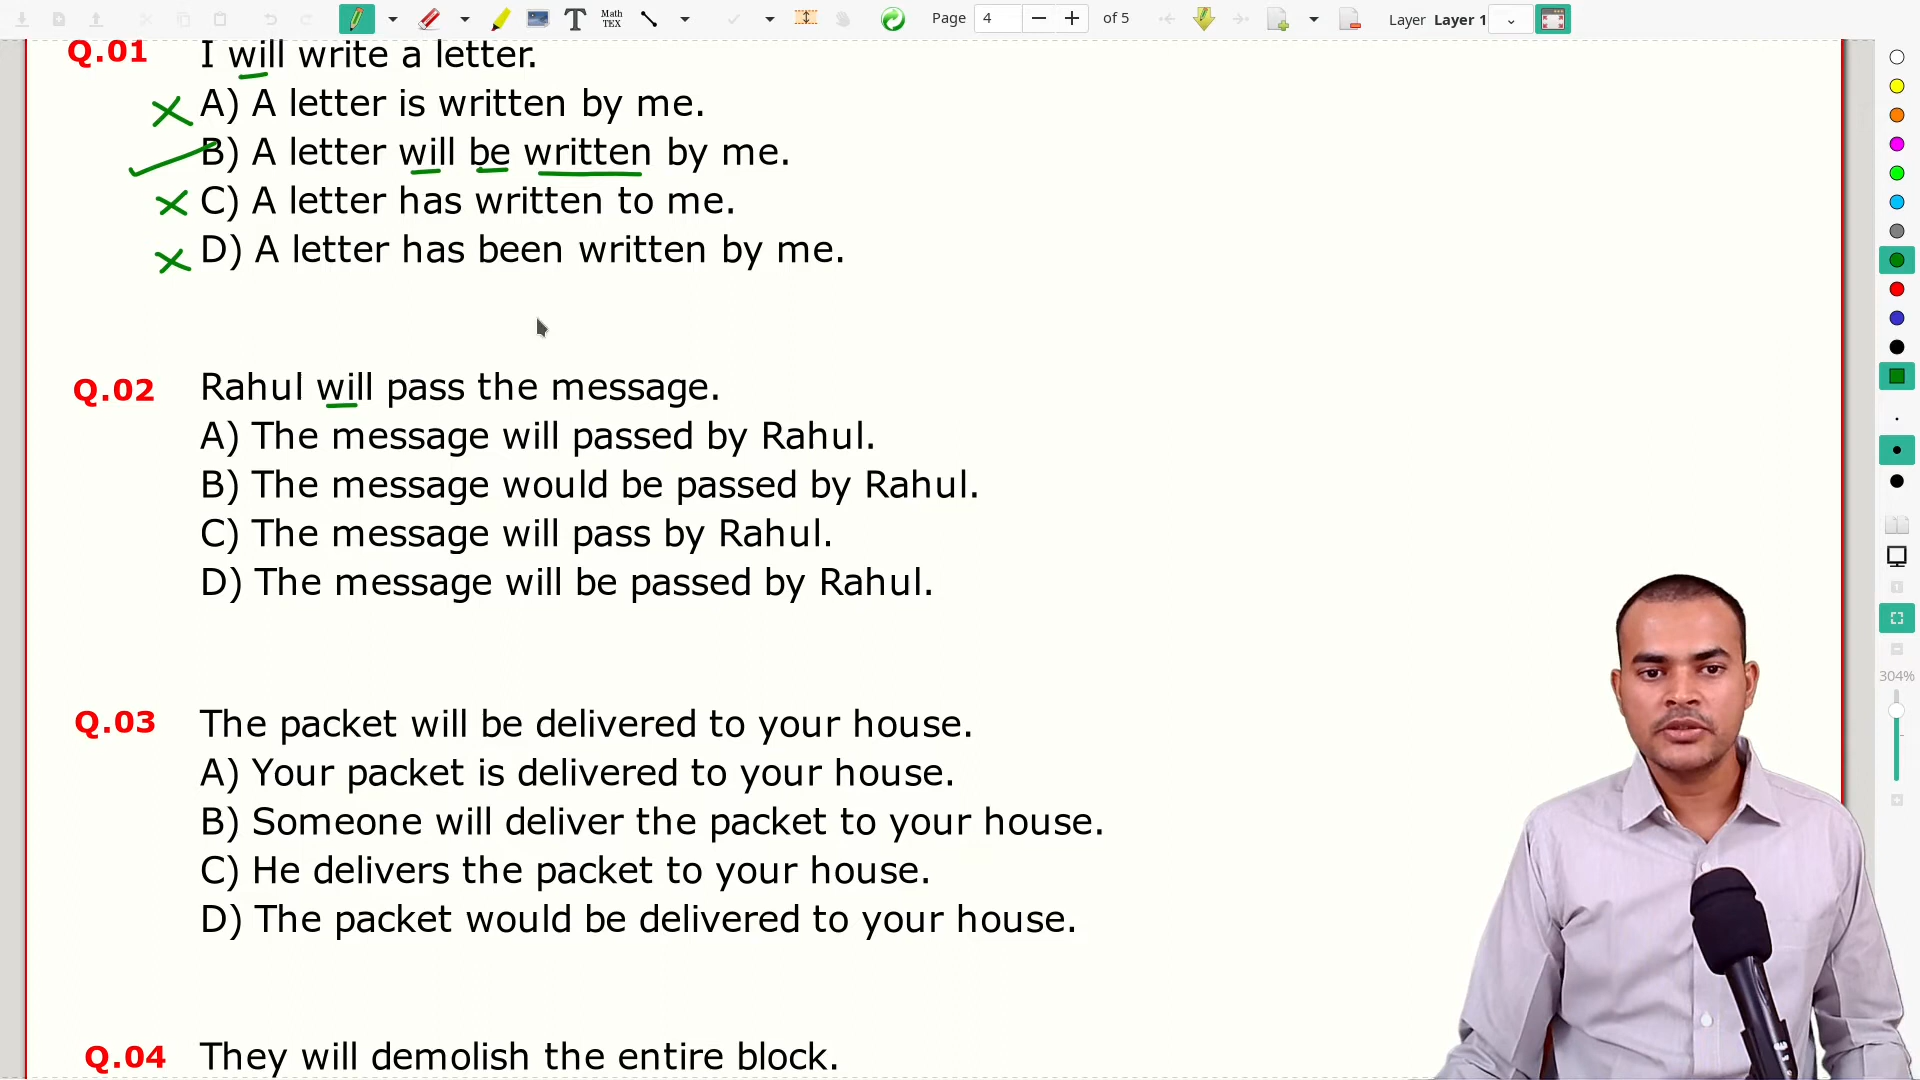 Page 4 of 5 Layer Layer 1
Math
TEX
Q.01 I will write a letter.
A) A letter is written by me.
B) A letter will be written by me.
C) A letter has written to me.
D) A letter has been written by me.
Q.02 Rahul will pass the message.
A) The message will passed by Rahul.
B) The message would be passed by Rahul.
C) The message will pass by Rahul.
D) The message will be passed by Rahul.
304%
Q.03 The packet will be delivered to your house.
A) Your packet is delivered to your house.
B) Someone will deliver the packet to your house.
C) He delivers the packet to your house.
D) The packet would be delivered to your house.
Q.04 They will demolish the entire block.